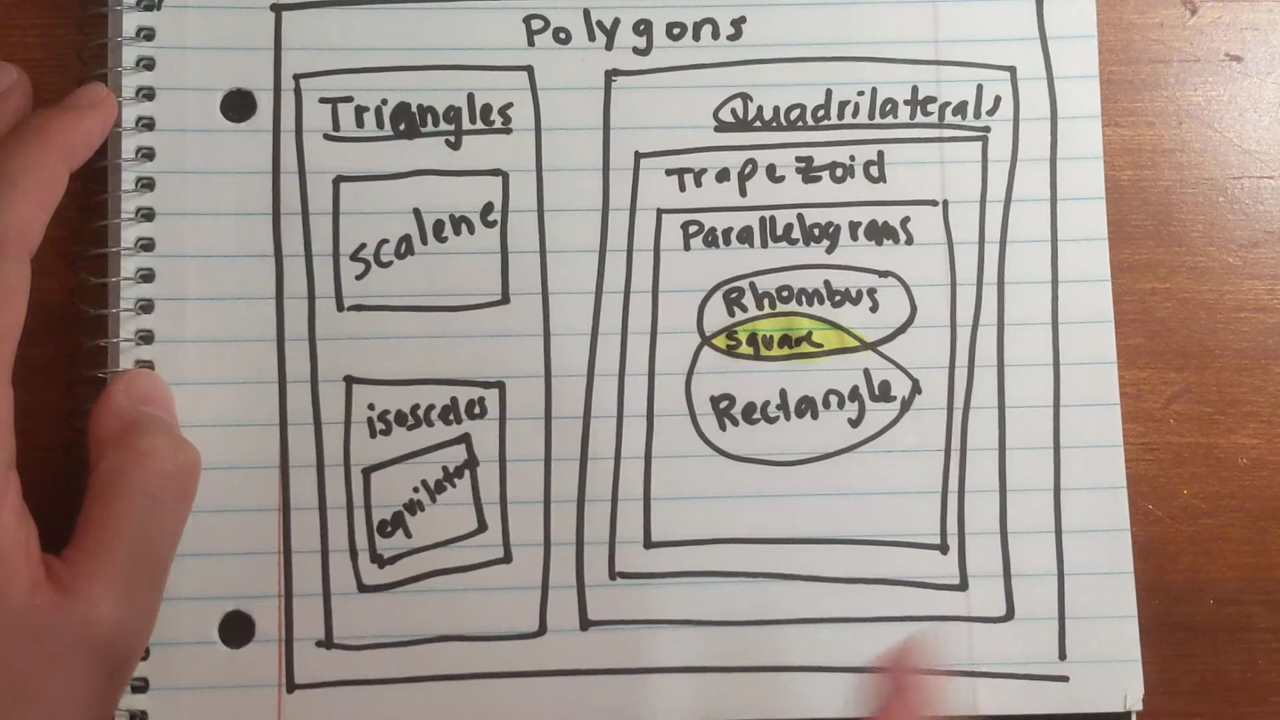 Polygons
Triangles
scalene
isosceles
equilateral
Quadrilaterals
Trapezoid
Parallelograms
Rhombus
square
Rectangle